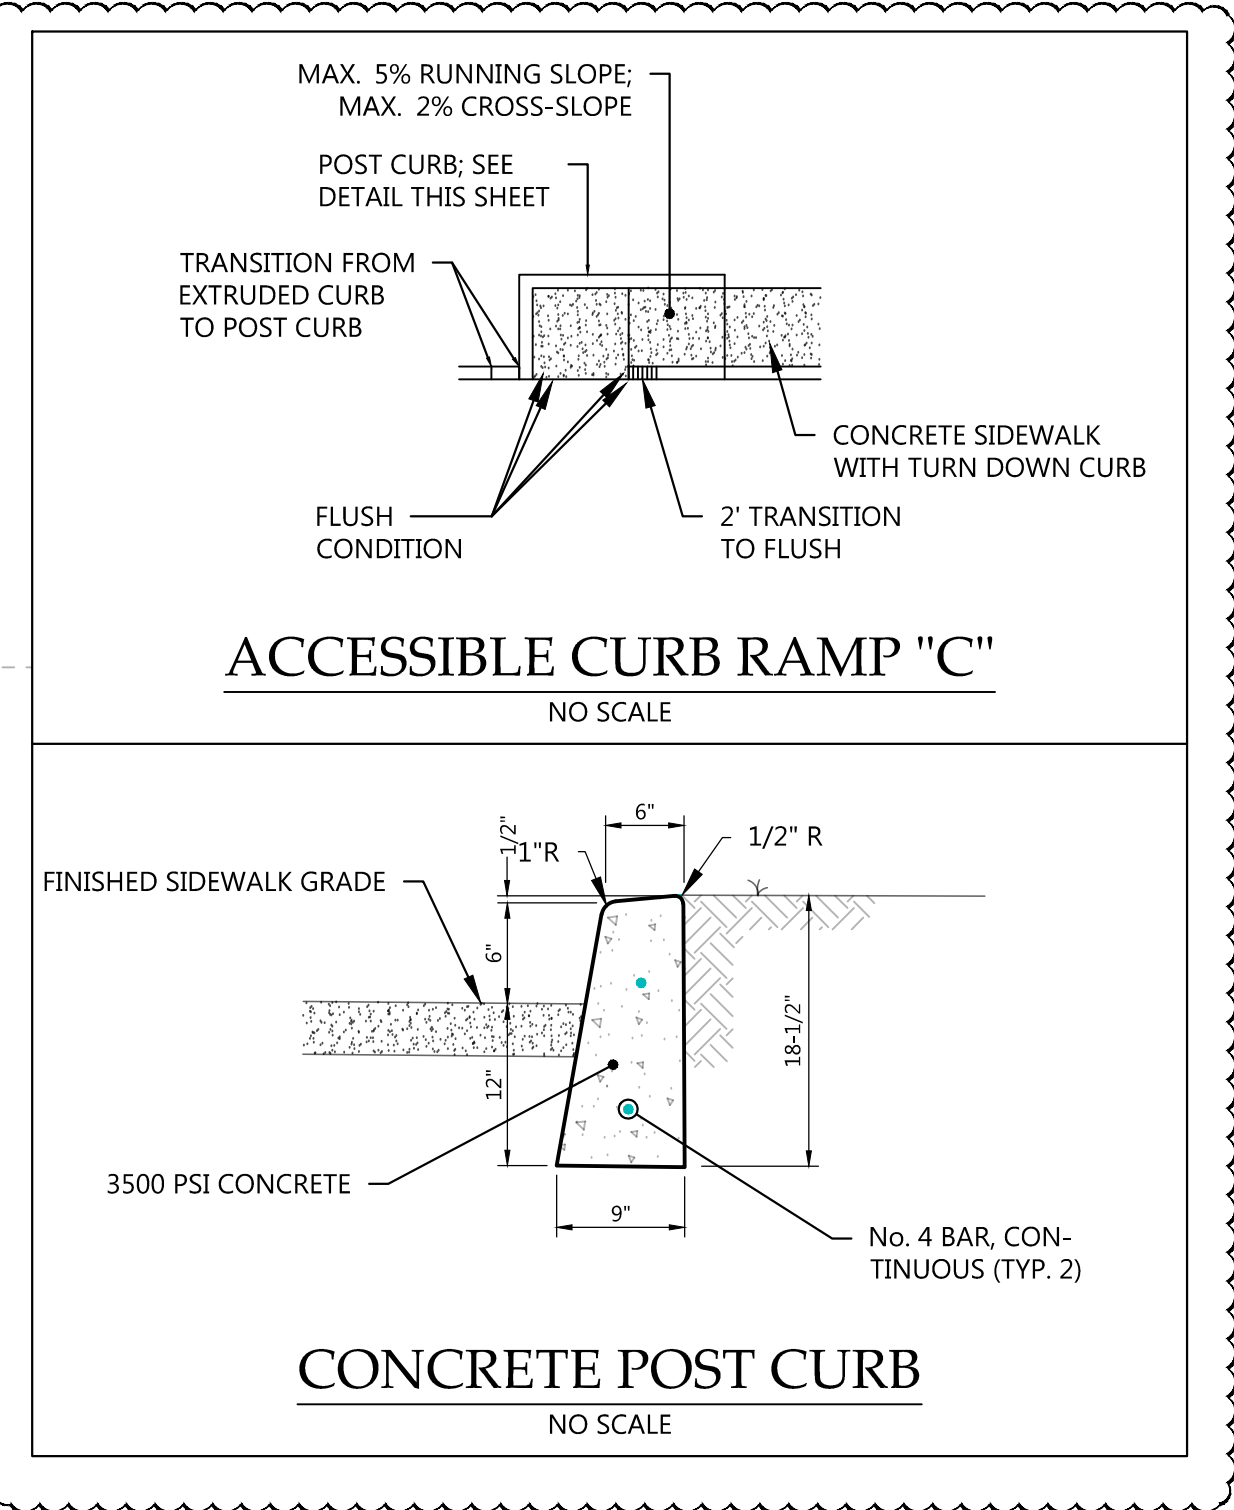 MAX. 5% RUNNING SLOPE;
MAX. 2% CROSS-SLOPE
POST CURB; SEE
DETAIL THIS SHEET
TRANSITION FROM
EXTRUDED CURB
TO POST CURB
CONCRETE SIDEWALK
WITH TURN DOWN CURB
FLUSH
CONDITION
2' TRANSITION
TO FLUSH
ACCESSIBLE CURB RAMP "C"
NO SCALE
6"
1/2"
1"R
1/2" R
FINISHED SIDEWALK GRADE
6"
18-1/2"
12"
3500 PSI CONCRETE
9"
No. 4 BAR, CON-
TINUOUS (TYP. 2)
CONCRETE POST CURB
NO SCALE